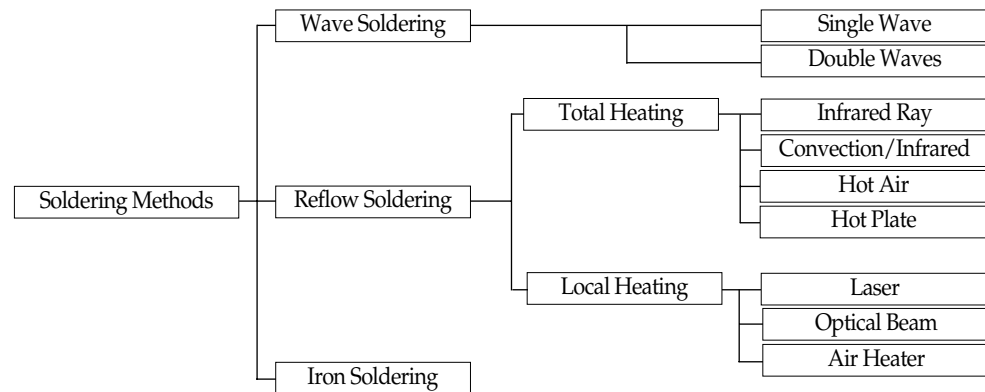 Wave Soldering
Single Wave
Double Waves
Total Heating
Infrared Ray
Convection/Infrared
Soldering Methods
Reflow Soldering
Hot Air
Hot Plate
Local Heating
Laser
Optical Beam
Air Heater
Iron Soldering